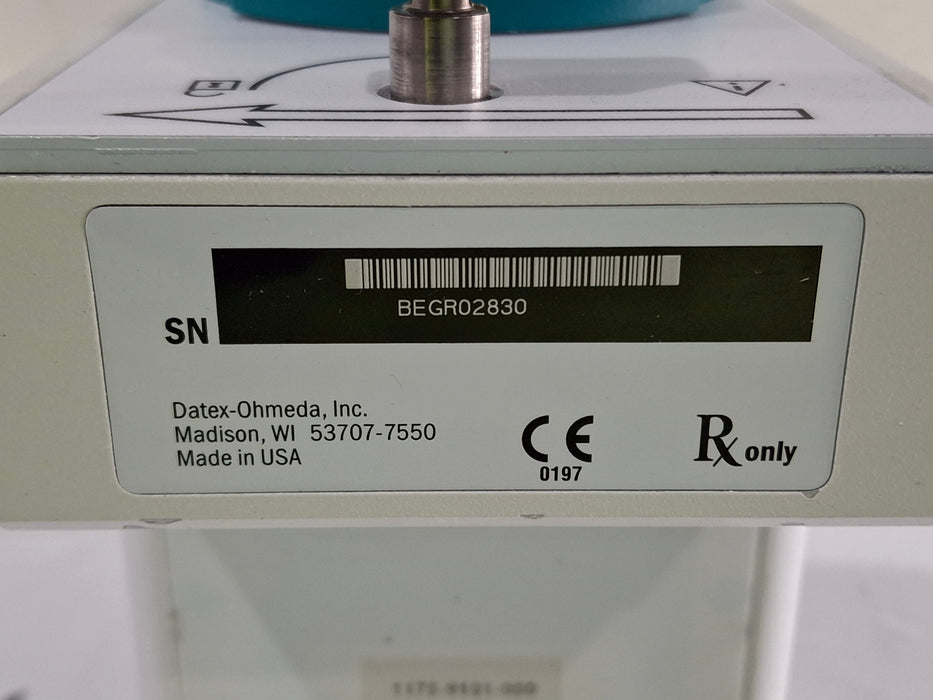 BEGR02830
SN
Datex-Ohmeda, Inc.
Madison, WI 53707-7550
Made in USA
CE
0197
Rx only